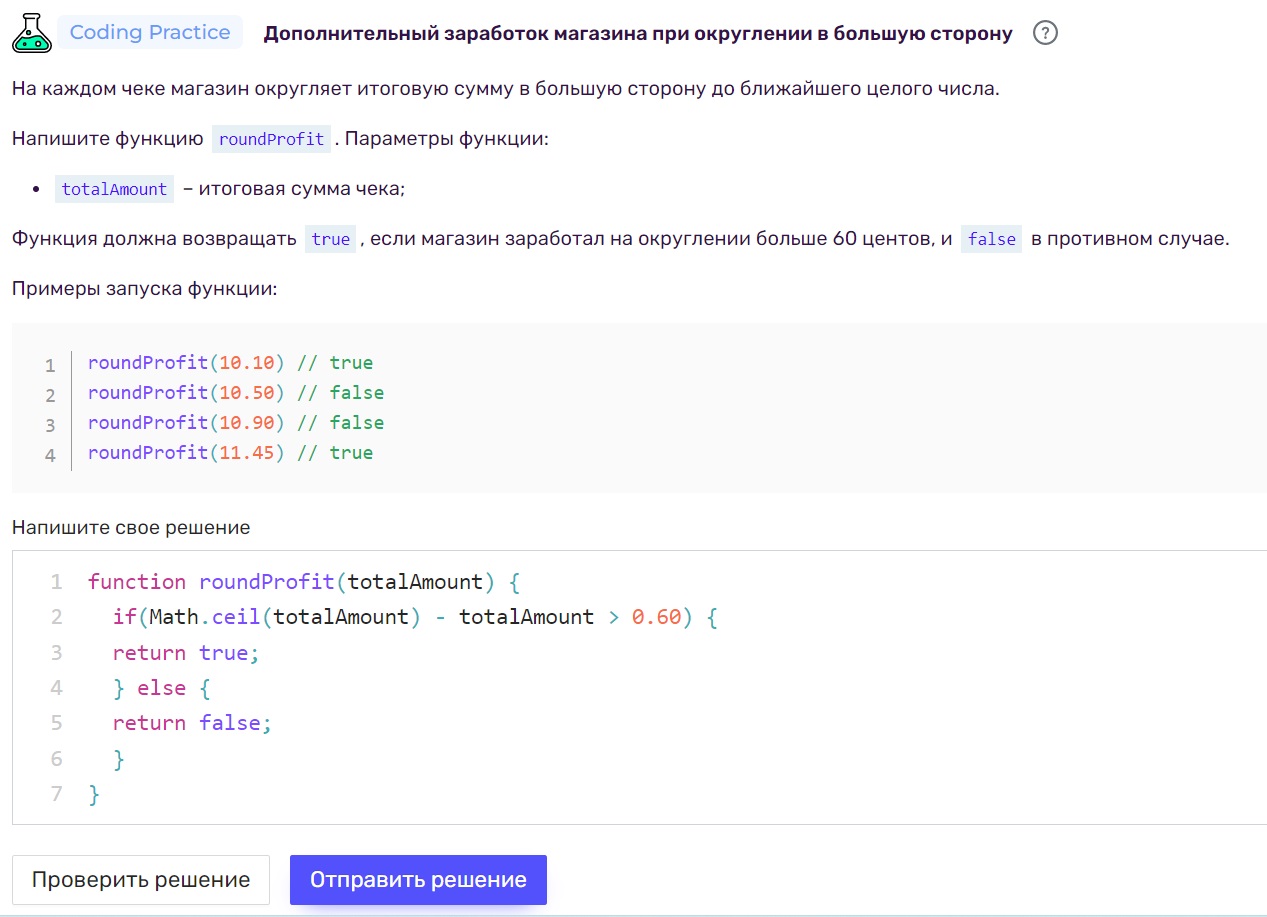 Coding Practice Дополнительный заработок магазина при округлении в большую сторону ?
На каждом чеке магазин округляет итоговую сумму в большую сторону до ближайшего целого числа.
Напишите функцию roundProfit . Параметры функции:
• totalAmount – итоговая сумма чека;
Функция должна возвращать true , если магазин заработал на округлении больше 60 центов, и false в противном случае.
Примеры запуска функции:
1 roundProfit(10.10) // true
2 roundProfit(10.50) // false
3 roundProfit(10.90) // false
4 roundProfit(11.45) // true
Напишите свое решение
1 function roundProfit(totalAmount) {
2 if(Math.ceil(totalAmount) - totalAmount > 0.60) {
3 return true;
4 } else {
5 return false;
6 }
7 }
Проверить решение Отправить решение